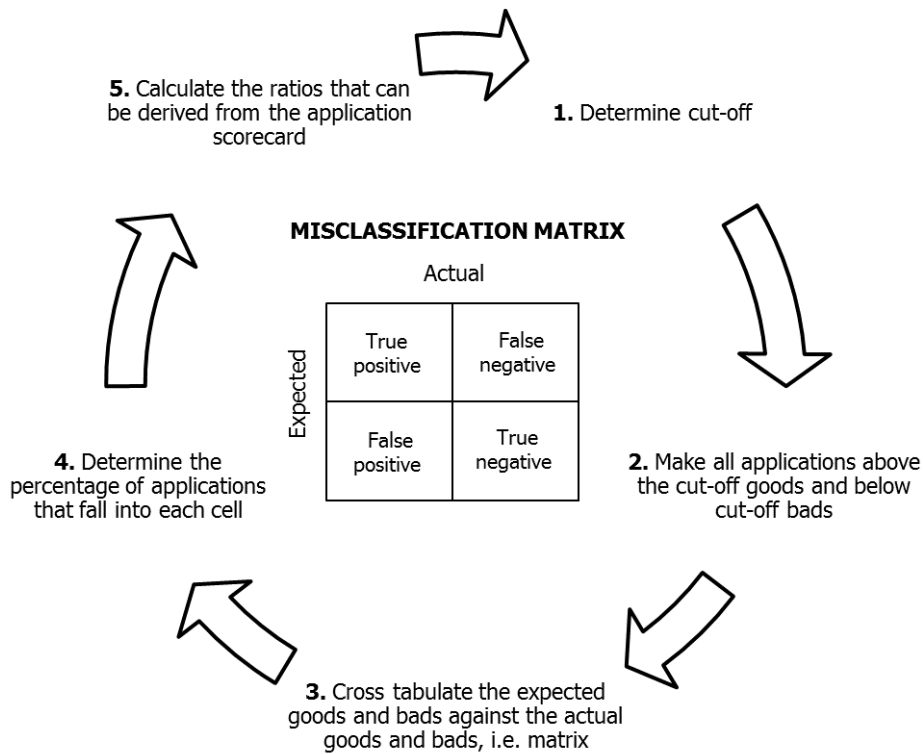 5. Calculate the ratios that can
be derived from the application
scorecard
1. Determine cut-off
MISCLASSIFICATION MATRIX
Actual
Expected
True
positive
False
negative
False
positive
True
negative
4. Determine the
percentage of applications
that fall into each cell
2. Make all applications above
the cut-off goods and below
cut-off bads
3. Cross tabulate the expected
goods and bads against the actual
goods and bads, i.e. matrix